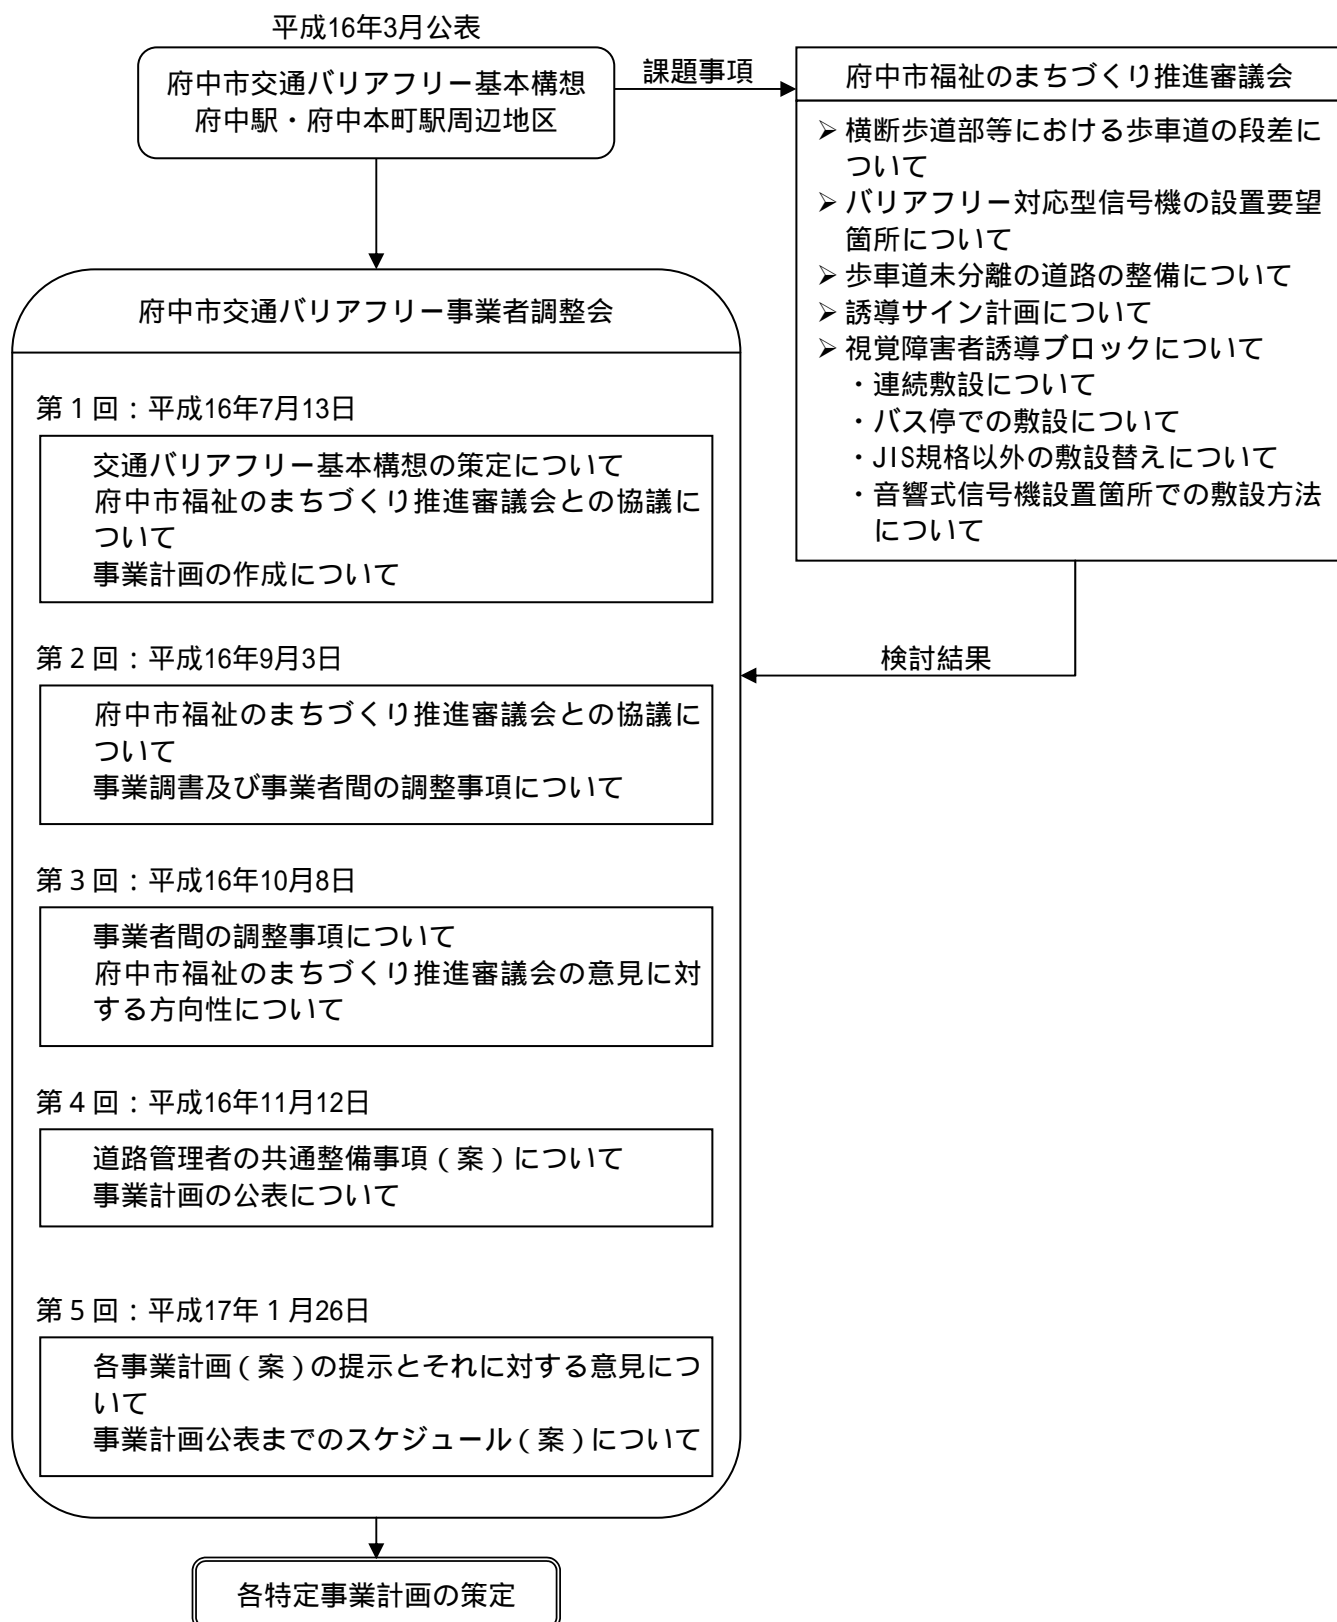 平成16年3月公表
府中市交通バリアフリー基本構想
府中駅・府中本町駅周辺地区
課題事項
府中市福祉のまちづくり推進審議会
➢ 横断歩道部等における歩車道の段差に
ついて
➢ バリアフリー対応型信号機の設置要望
箇所について
➢ 歩車道未分離の道路の整備について
➢ 誘導サイン計画について
➢ 視覚障害者誘導ブロックについて
・連続敷設について
・バス停での敷設について
・JIS規格以外の敷設替えについて
・音響式信号機設置箇所での敷設方法
について
検討結果
府中市交通バリアフリー事業者調整会
第１回：平成16年7月13日
交通バリアフリー基本構想の策定について
府中市福祉のまちづくり推進審議会との協議に
ついて
事業計画の作成について
第２回：平成16年9月3日
府中市福祉のまちづくり推進審議会との協議に
ついて
事業調書及び事業者間の調整事項について
第３回：平成16年10月8日
事業者間の調整事項について
府中市福祉のまちづくり推進審議会の意見に対
する方向性について
第４回：平成16年11月12日
道路管理者の共通整備事項（案）について
事業計画の公表について
第５回：平成17年１月26日
各事業計画（案）の提示とそれに対する意見につ
いて
事業計画公表までのスケジュール（案）について
各特定事業計画の策定